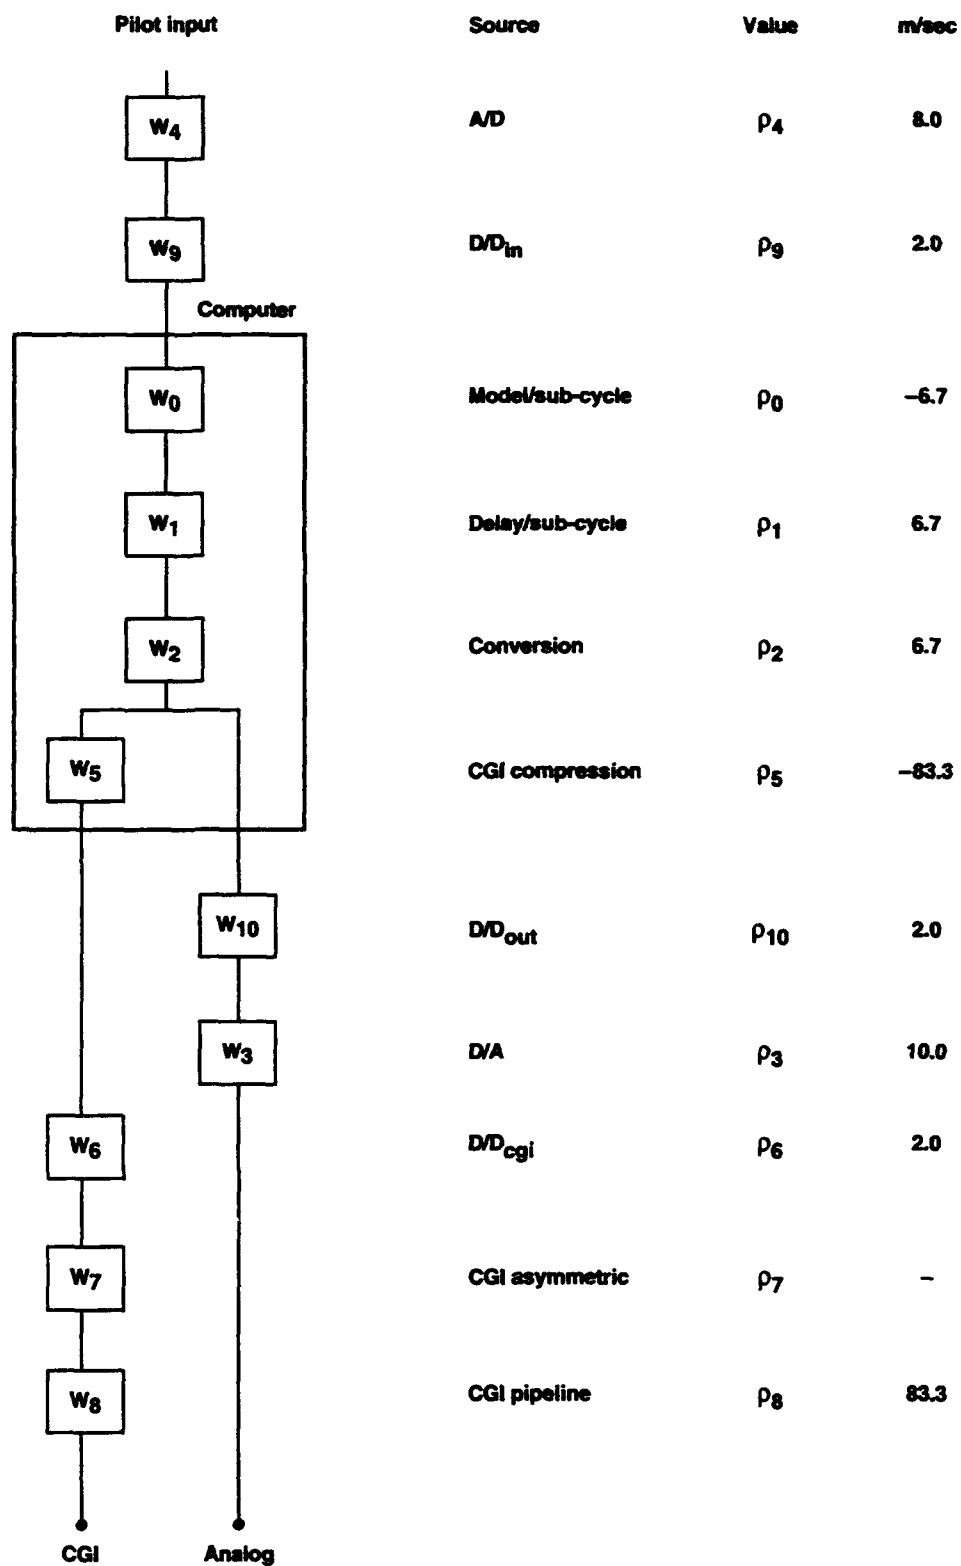 Pilot input Source Value m/sec
W4 A/D ρ4 8.0
W9 D/Din ρ9 2.0
Computer
W0 Model/sub-cycle ρ0 –6.7
W1 Delay/sub-cycle ρ1 6.7
W2 Conversion ρ2 6.7
W5 CGI compression ρ5 –83.3
W10 D/Dout ρ10 2.0
W3 D/A ρ3 10.0
W6 D/Dcgi ρ6 2.0
W7 CGI asymmetric ρ7 –
W8 CGI pipeline ρ8 83.3
CGI Analog